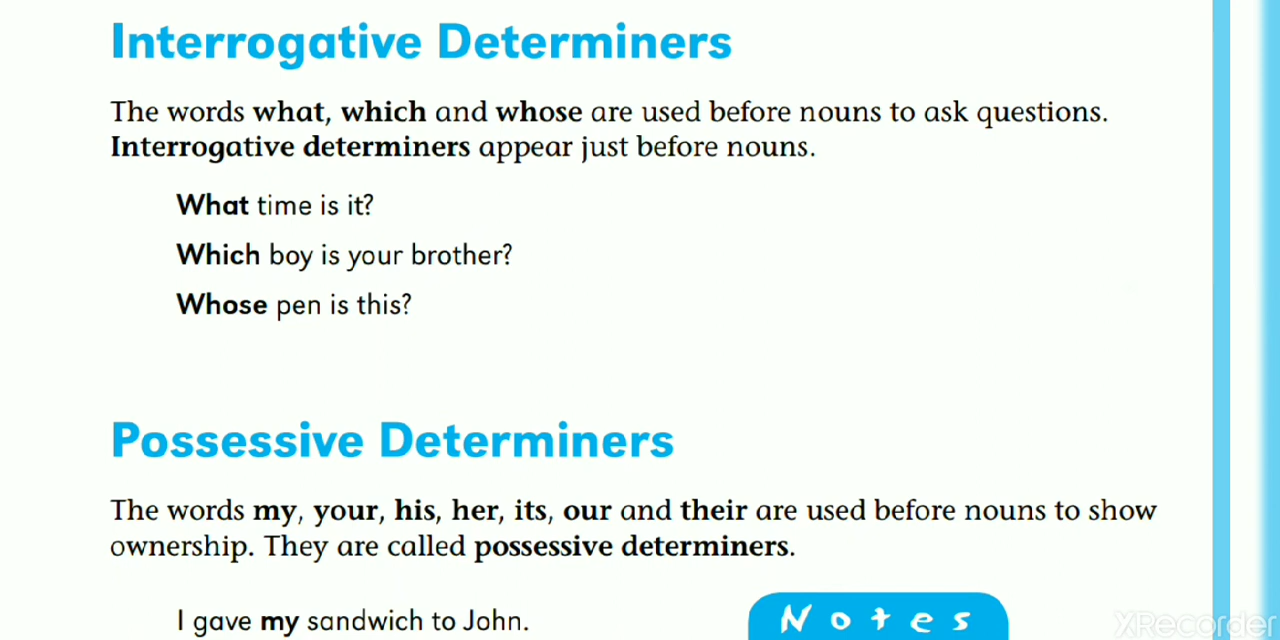 Interrogative Determiners
The words what, which and whose are used before nouns to ask questions.
Interrogative determiners appear just before nouns.
What time is it?
Which boy is your brother?
Whose pen is this?
Possessive Determiners
The words my, your, his, her, its, our and their are used before nouns to show
ownership. They are called possessive determiners.
I gave my sandwich to John.
Notes
XRecorder